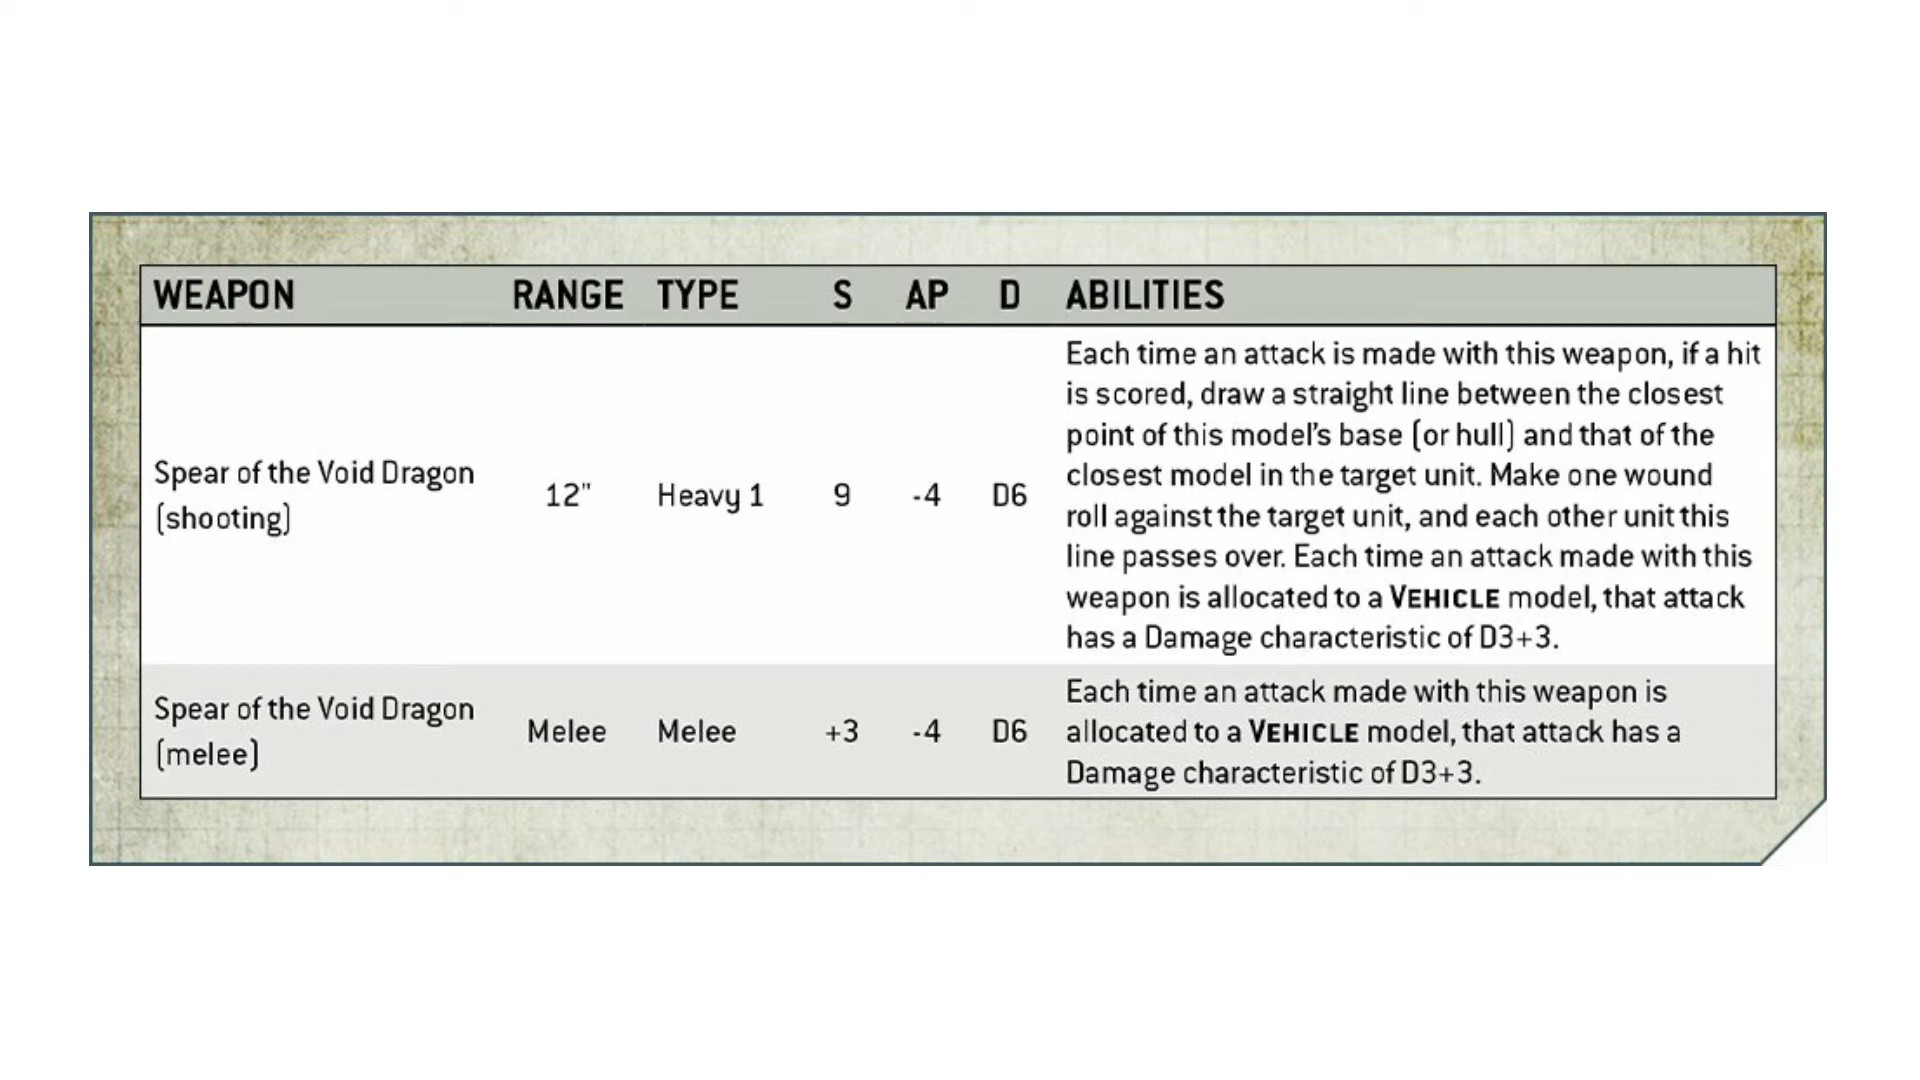 WEAPON RANGE TYPE S AP D ABILITIES
Spear of the Void Dragon
(shooting)
12" Heavy 1 9 -4 D6
Each time an attack is made with this weapon, if a hit
is scored, draw a straight line between the closest
point of this model's base (or hull) and that of the
closest model in the target unit. Make one wound
roll against the target unit, and each other unit this
line passes over. Each time an attack made with this
weapon is allocated to a VEHICLE model, that attack
has a Damage characteristic of D3+3.
Spear of the Void Dragon
(melee)
Melee Melee +3 -4 D6
Each time an attack made with this weapon is
allocated to a VEHICLE model, that attack has a
Damage characteristic of D3+3.